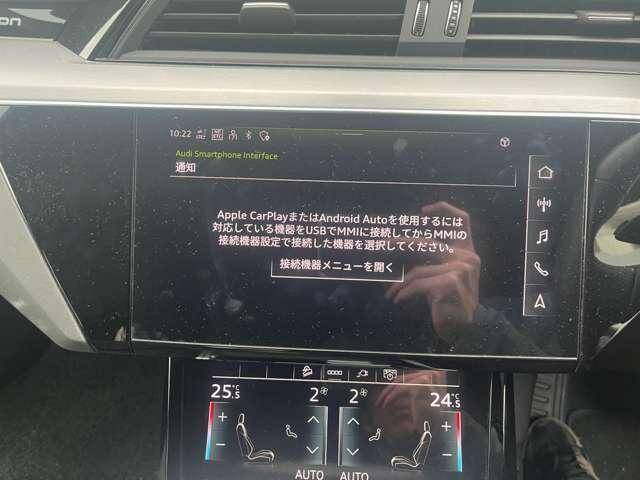 on
10:22
Audi Smartphone Interface
通知
Apple CarPlayまたはAndroid Autoを使用するには
対応している機器をUSBでMMIに接続してからMMIの
接続機器設定で接続した機器を選択してください。
接続機器メニューを開く
25.5 °C 2 2 24.5 °C
+ +
- -
AUTO AUTO